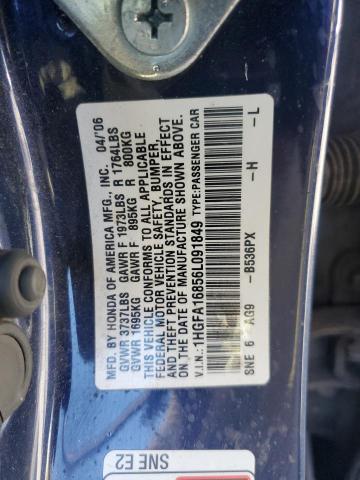 MFD. BY HONDA OF AMERICA MFG., INC. 04/'06
GVWR 3737LBS GAWR F 1973LBS R 1764LBS
GVWR 1695KG GAWR F 895KG R 800KG
THIS VEHICLE CONFORMS TO ALL APPLICABLE
FEDERAL MOTOR VEHICLE SAFETY, BUMPER,
AND THEFT PREVENTION STANDARDS IN EFFECT
ON THE DATE OF MANUFACTURE SHOWN ABOVE.
V.I.N.: 1HGFA16856L091849 TYPE:PASSENGER CAR
SNE 6 - AG9 - B536PX - H - L
SNE E2